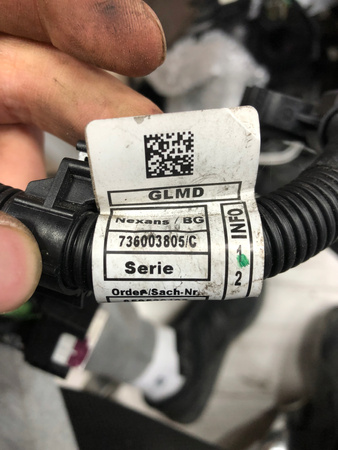 GLMD
Nexans / BG
736003805/C
Serie
Order/Sach-Nr.
INFO
1
2